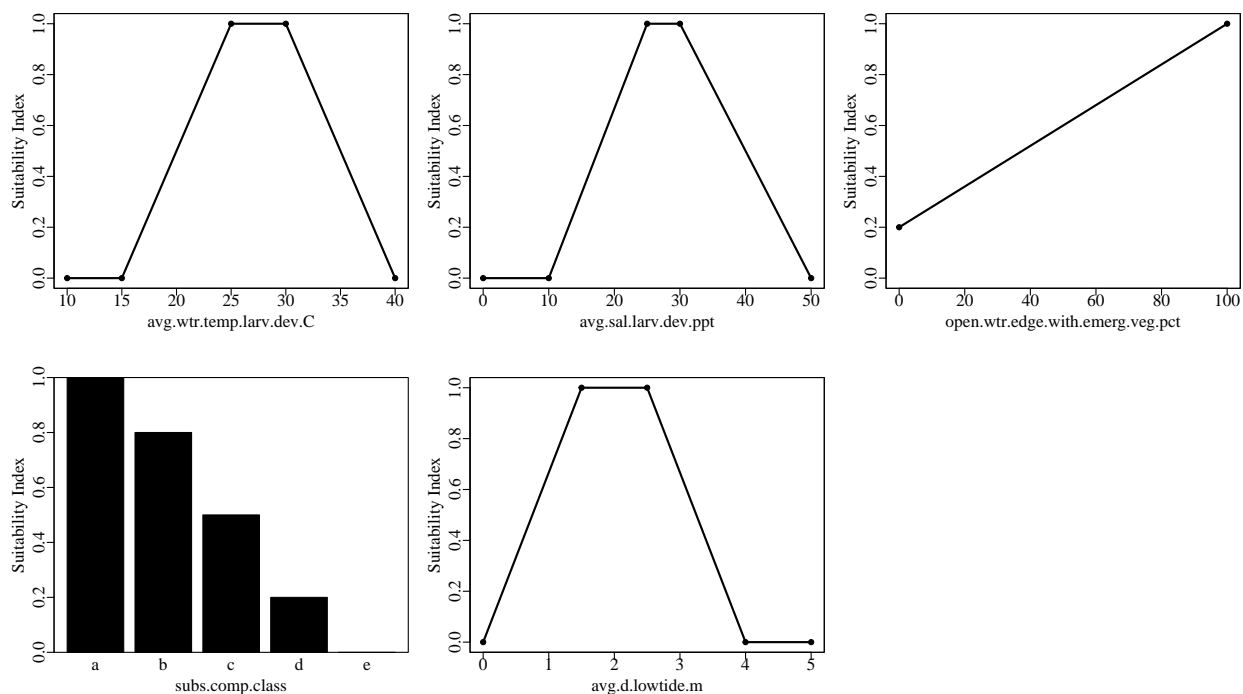 Suitability Index
0.0 0.2 0.4 0.6 0.8 1.0
10 15 20 25 30 35 40
avg.wtr.temp.larv.dev.C
Suitability Index
0.0 0.2 0.4 0.6 0.8 1.0
0 10 20 30 40 50
avg.sal.larv.dev.ppt
Suitability Index
0.0 0.2 0.4 0.6 0.8 1.0
0 20 40 60 80 100
open.wtr.edge.with.emerg.veg.pct
Suitability Index
0.0 0.2 0.4 0.6 0.8 1.0
a b c d e
subs.comp.class
Suitability Index
0.0 0.2 0.4 0.6 0.8 1.0
0 1 2 3 4 5
avg.d.lowtide.m